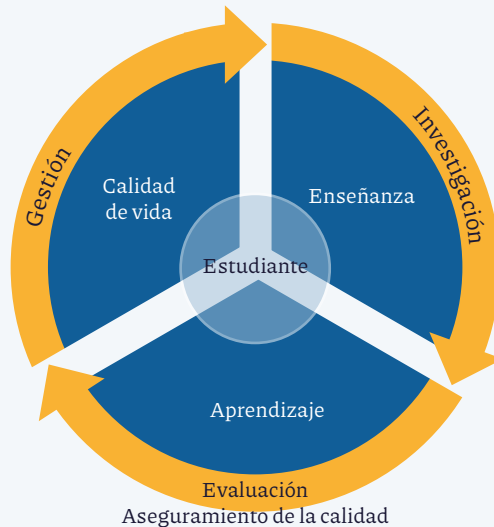 Gestión
Investigación
Calidad
de vida
Enseñanza
Estudiante
Aprendizaje
Evaluación
Aseguramiento de la calidad